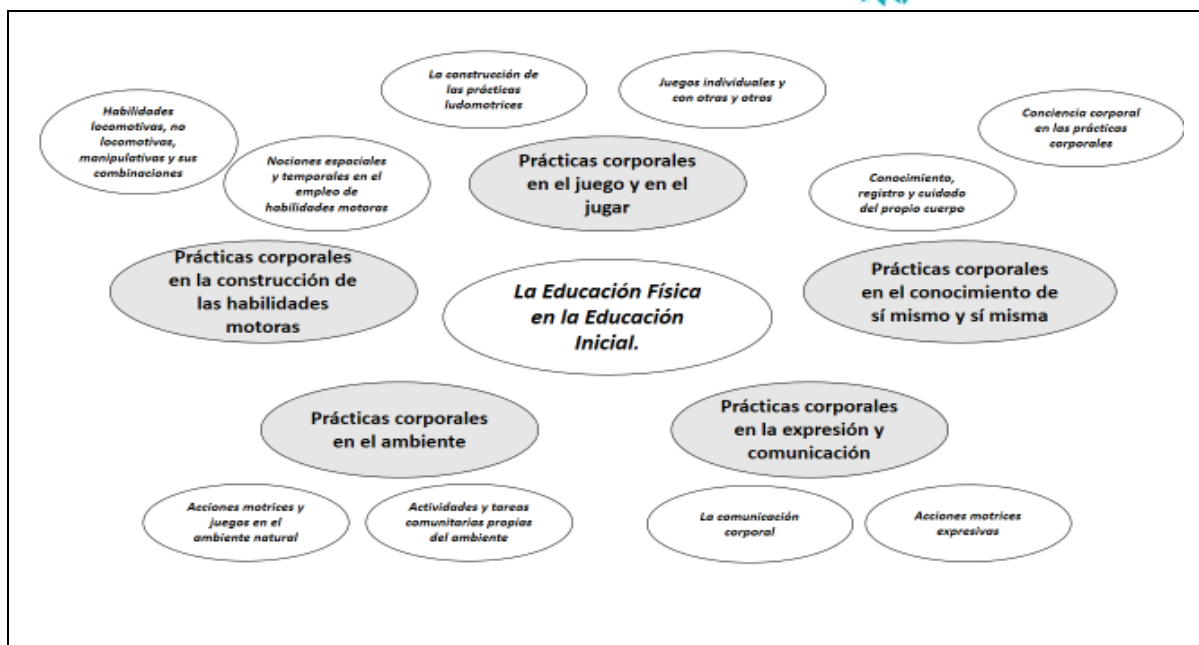 La construcción de
las prácticas
ludomotrices
Juegos individuales y
con otras y otros
Habilidades
locomotivas, no
locomotivas,
manipulativas y sus
combinaciones
Conciencia corporal
en las prácticas
corporales
Nociones espaciales
y temporales en el
empleo de
habilidades motoras
Prácticas corporales
en el juego y en el
jugar
Conocimiento,
registro y cuidado
del propio cuerpo
Prácticas corporales
en la construcción de
las habilidades
motoras
La Educación Física
en la Educación
Inicial.
Prácticas corporales
en el conocimiento de
sí mismo y sí misma
Prácticas corporales
en el ambiente
Prácticas corporales
en la expresión y
comunicación
Acciones motrices y
juegos en el
ambiente natural
Actividades y tareas
comunitarias propias
del ambiente
La comunicación
corporal
Acciones motrices
expresivas